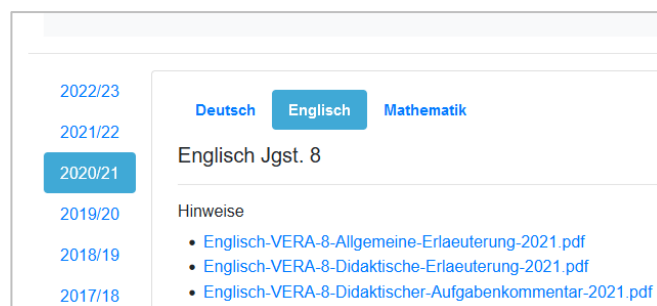 2022/23
2021/22
2020/21
2019/20
2018/19
2017/18
Deutsch Englisch Mathematik
Englisch Jgst. 8
Hinweise
• Englisch-VERA-8-Allgemeine-Erlaeuterung-2021.pdf
• Englisch-VERA-8-Didaktische-Erlaeuterung-2021.pdf
• Englisch-VERA-8-Didaktischer-Aufgabenkommentar-2021.pdf